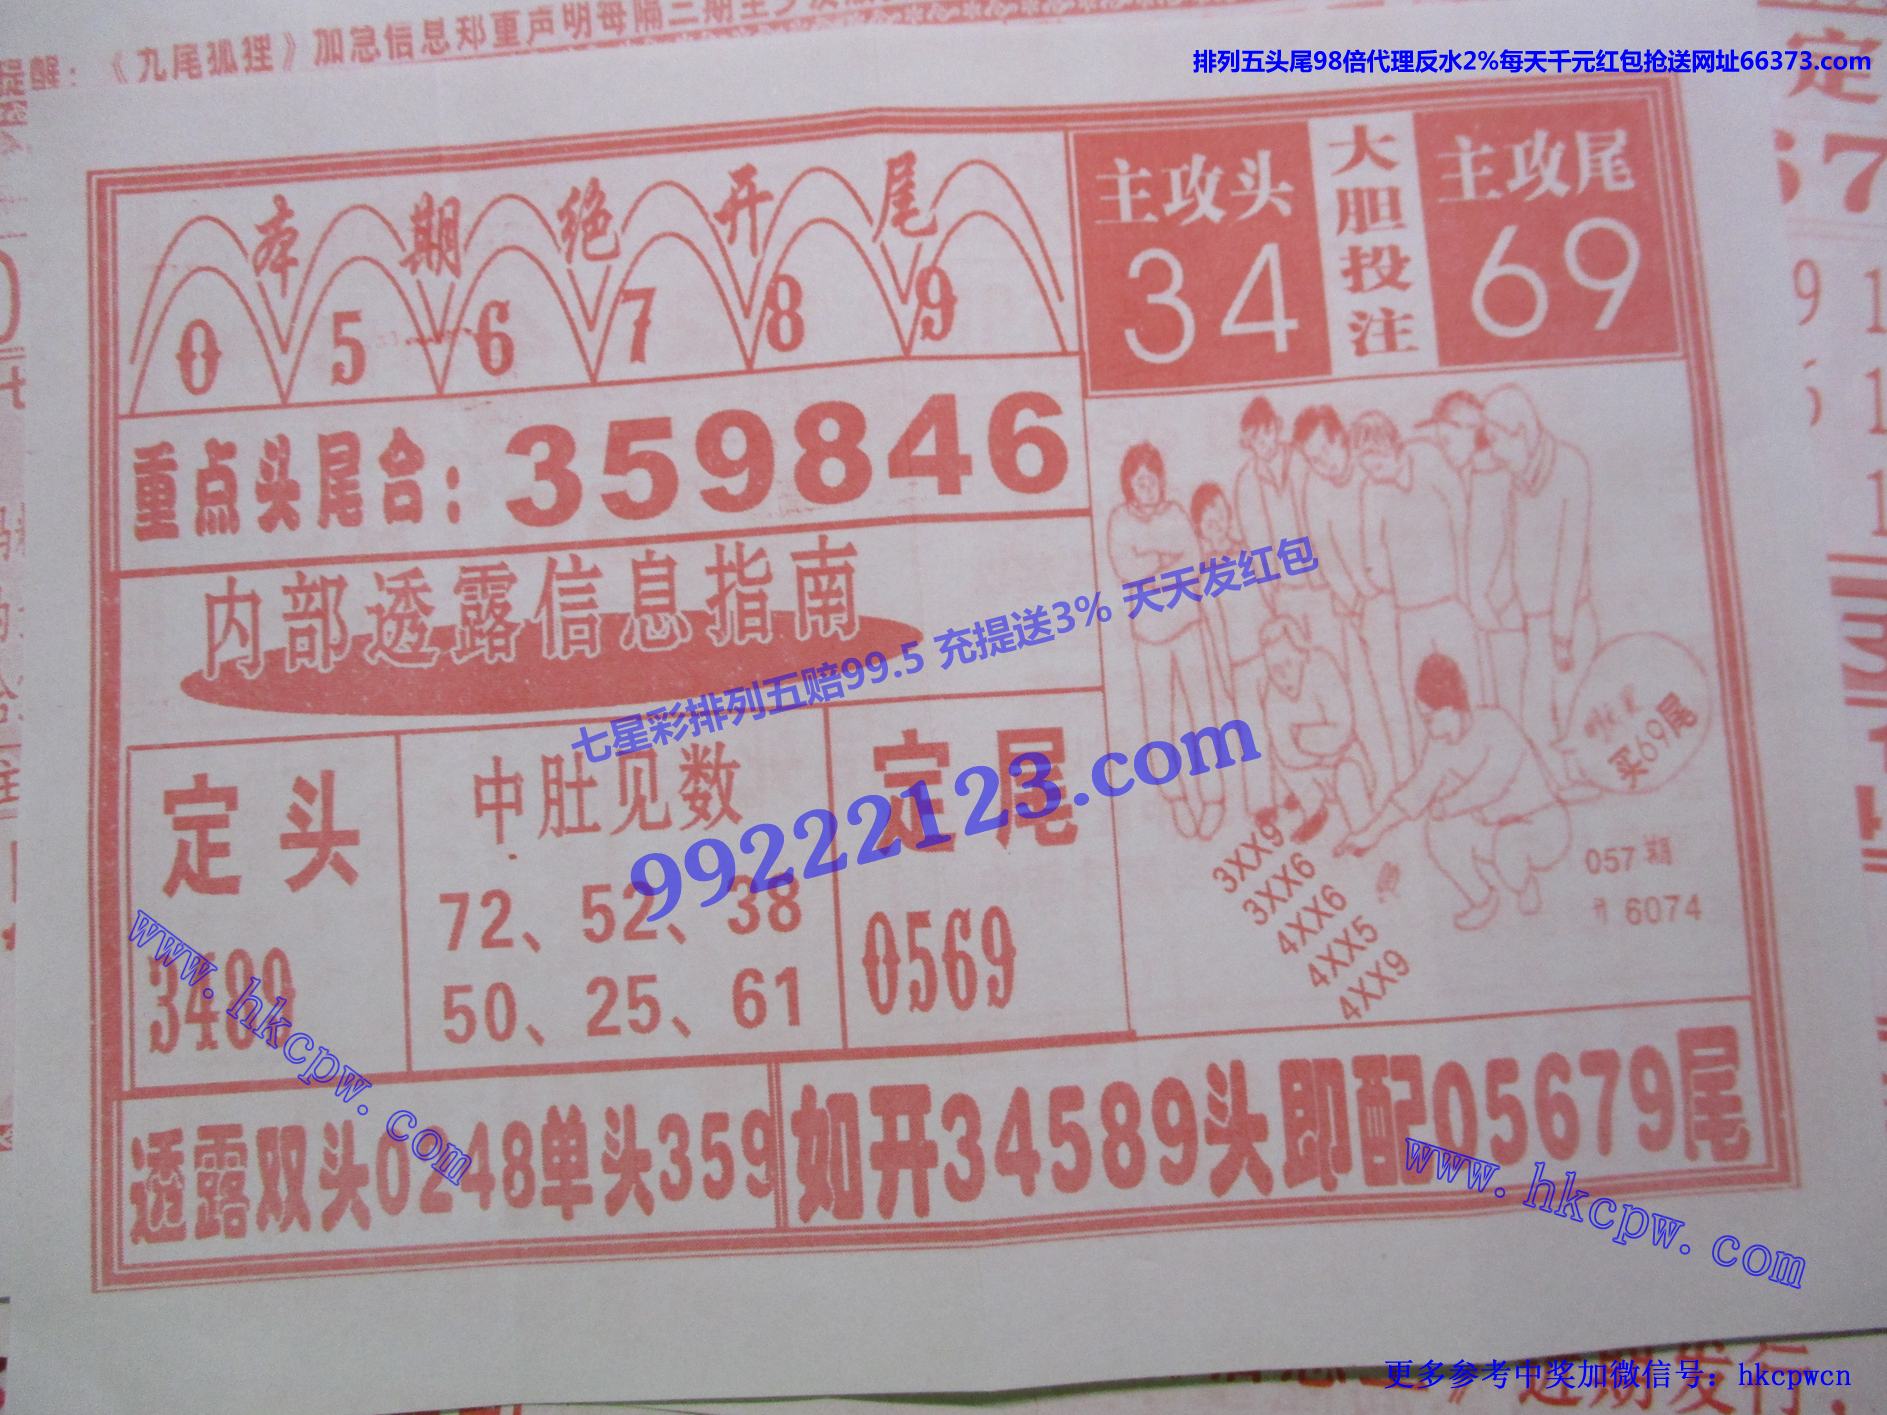 醒：《九尾狐狸》加急信息郑重声明每隔三期至少
排列五头尾98倍代理反水2%每天千元红包抢送网址66373.com
本期绝开尾
0 5 6 7 8 9
主攻头
34
大胆投注
主攻尾
69
重点头尾合：359846
内部透露信息指南
七星彩排列五赔99.5 充提送3% 天天发红包
99222123.com
定头
3489
中肚见数
72、52、38
50、25、61
定尾
0569
买69尾
3XX9
3XX6
4XX6
4XX5
4XX9
057期
6074
透露双头0248单头359
如开34589头即配05679尾
www.hkcpw.com
www.hkcpw.com
更多参考中奖加微信号：hkcpwcn